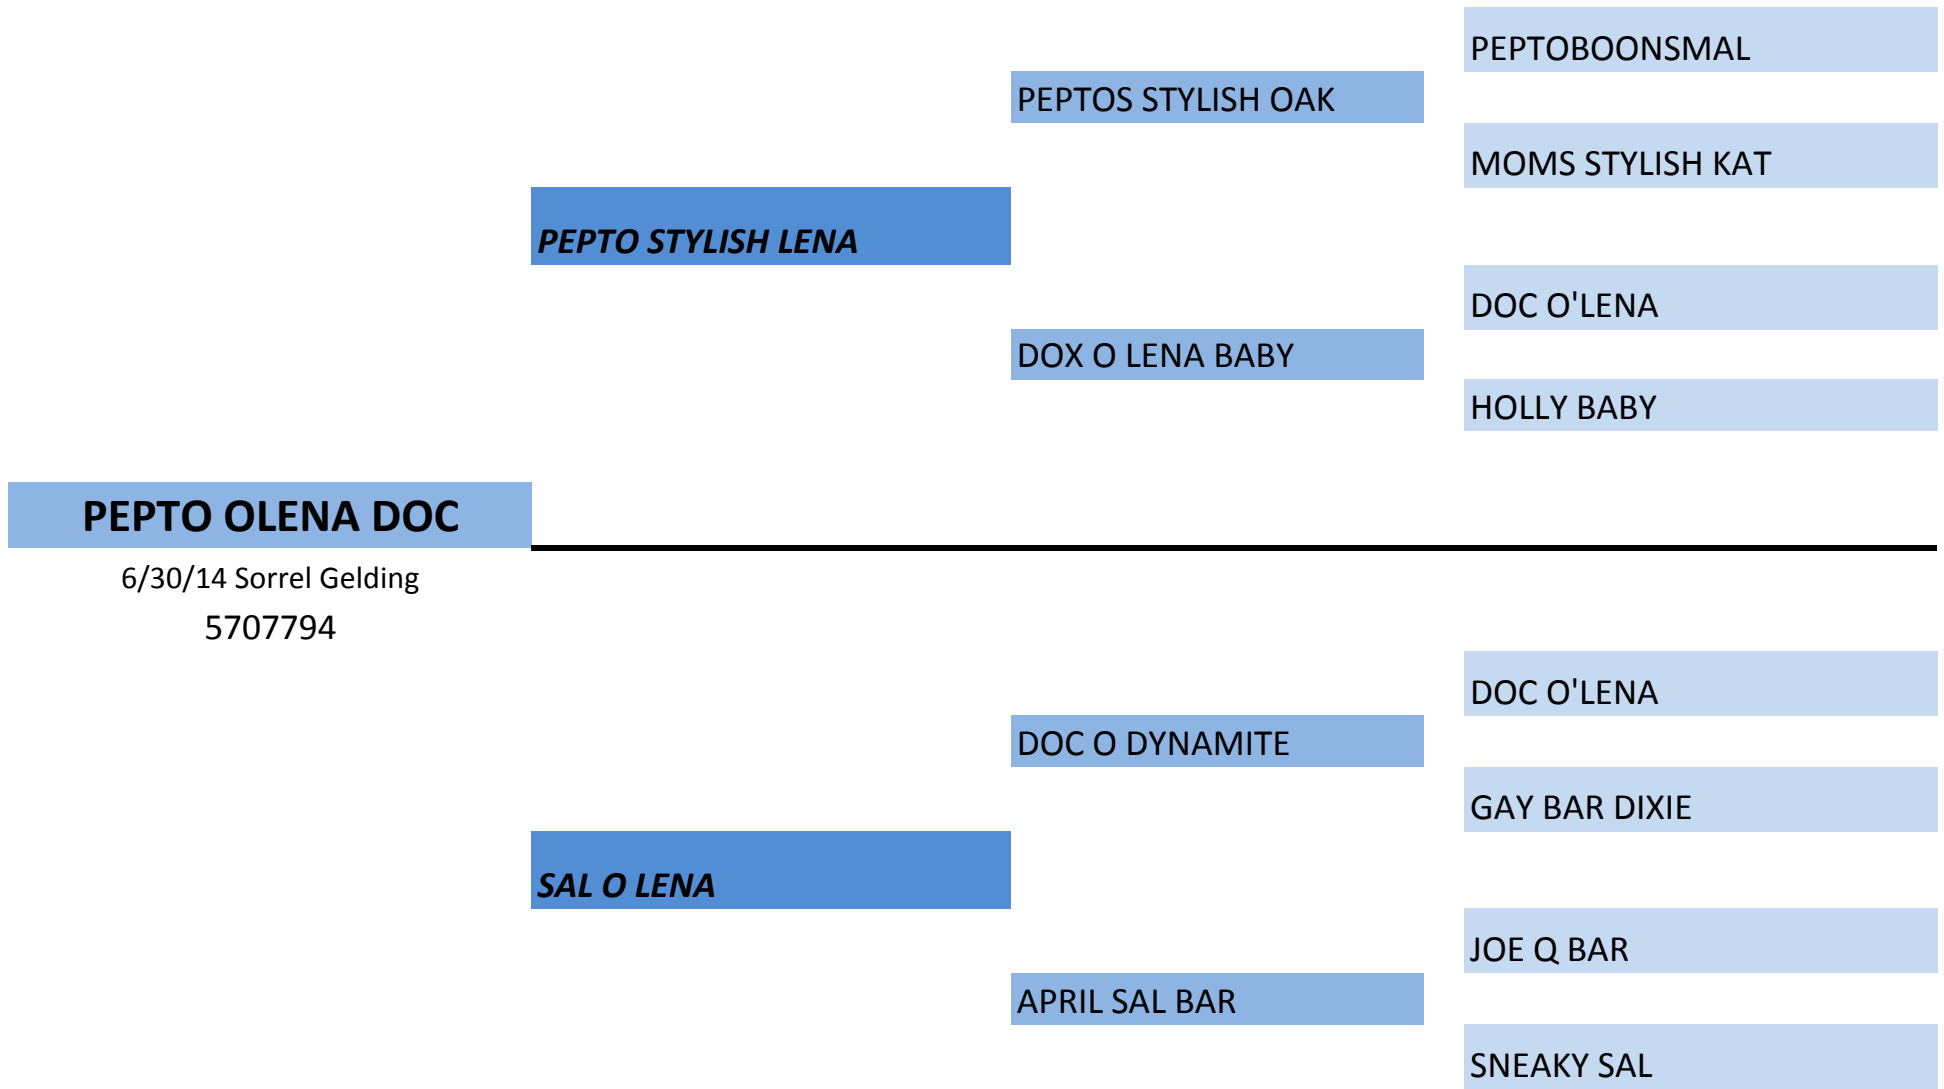 PEPTOBOONSMAL
PEPTOS STYLISH OAK
MOMS STYLISH KAT
PEPTO STYLISH LENA
DOC O'LENA
DOX O LENA BABY
HOLLY BABY
PEPTO OLENA DOC
6/30/14 Sorrel Gelding
5707794
DOC O'LENA
DOC O DYNAMITE
GAY BAR DIXIE
SAL O LENA
JOE Q BAR
APRIL SAL BAR
SNEAKY SAL